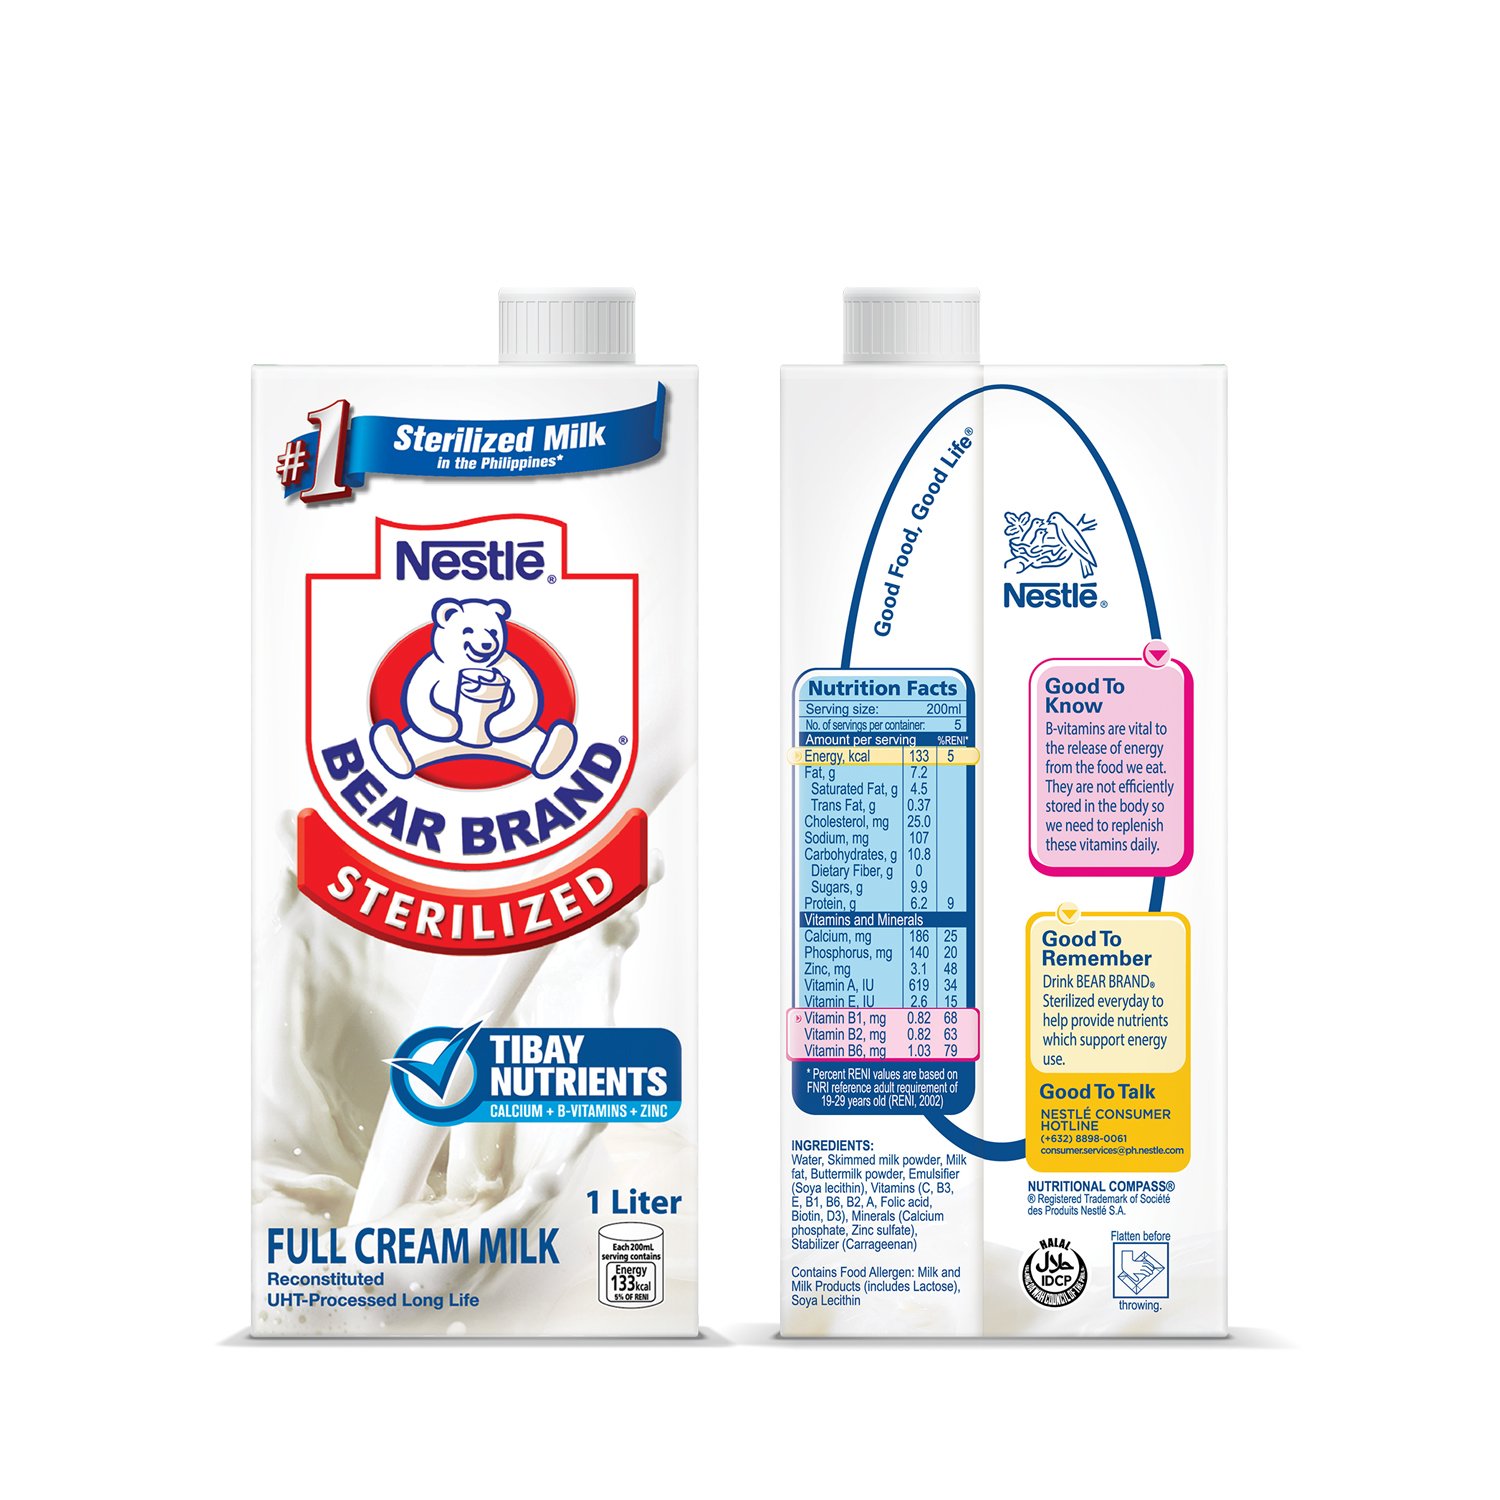 #1
Sterilized Milk
in the Philippines*
Nestlé®
BEAR BRAND®
STERILIZED
TIBAY
NUTRIENTS
CALCIUM + B-VITAMINS + ZINC
1 Liter
FULL CREAM MILK
Reconstituted
UHT-Processed Long Life
Each 200mL
serving contains
Energy
133kcal
5% OF RENI
Good Food, Good Life®
Nestlé®
Nutrition Facts
Serving size: 200ml
No. of servings per container: 5
Amount per serving %RENI*
Energy, kcal 133 5
Fat, g 7.2
Saturated Fat, g 4.5
Trans Fat, g 0.37
Cholesterol, mg 25.0
Sodium, mg 107
Carbohydrates, g 10.8
Dietary Fiber, g 0
Sugars, g 9.9
Protein, g 6.2 9
Vitamins and Minerals
Calcium, mg 186 25
Phosphorus, mg 140 20
Zinc, mg 3.1 48
Vitamin A, IU 619 34
Vitamin E, IU 2.6 15
Vitamin B1, mg 0.82 68
Vitamin B2, mg 0.82 63
Vitamin B6, mg 1.03 79
* Percent RENI values are based on
FNRI reference adult requirement of
19-29 years old (RENI, 2002)
INGREDIENTS:
Water, Skimmed milk powder, Milk
fat, Buttermilk powder, Emulsifier
(Soya lecithin), Vitamins (C, B3,
E, B1, B6, B2, A, Folic acid,
Biotin, D3), Minerals (Calcium
phosphate, Zinc sulfate),
Stabilizer (Carrageenan)
Contains Food Allergen: Milk and
Milk Products (includes Lactose),
Soya Lecithin
Good To
Know
B-vitamins are vital to
the release of energy
from the food we eat.
They are not efficiently
stored in the body so
we need to replenish
these vitamins daily.
Good To
Remember
Drink BEAR BRAND®
Sterilized everyday to
help provide nutrients
which support energy
use.
Good To Talk
NESTLÉ CONSUMER
HOTLINE
(+632) 8898-0061
consumer.services@ph.nestle.com
NUTRITIONAL COMPASS®
® Registered Trademark of Société
des Produits Nestlé S.A.
HALAL
حلال
IDCP
Flatten before
throwing.